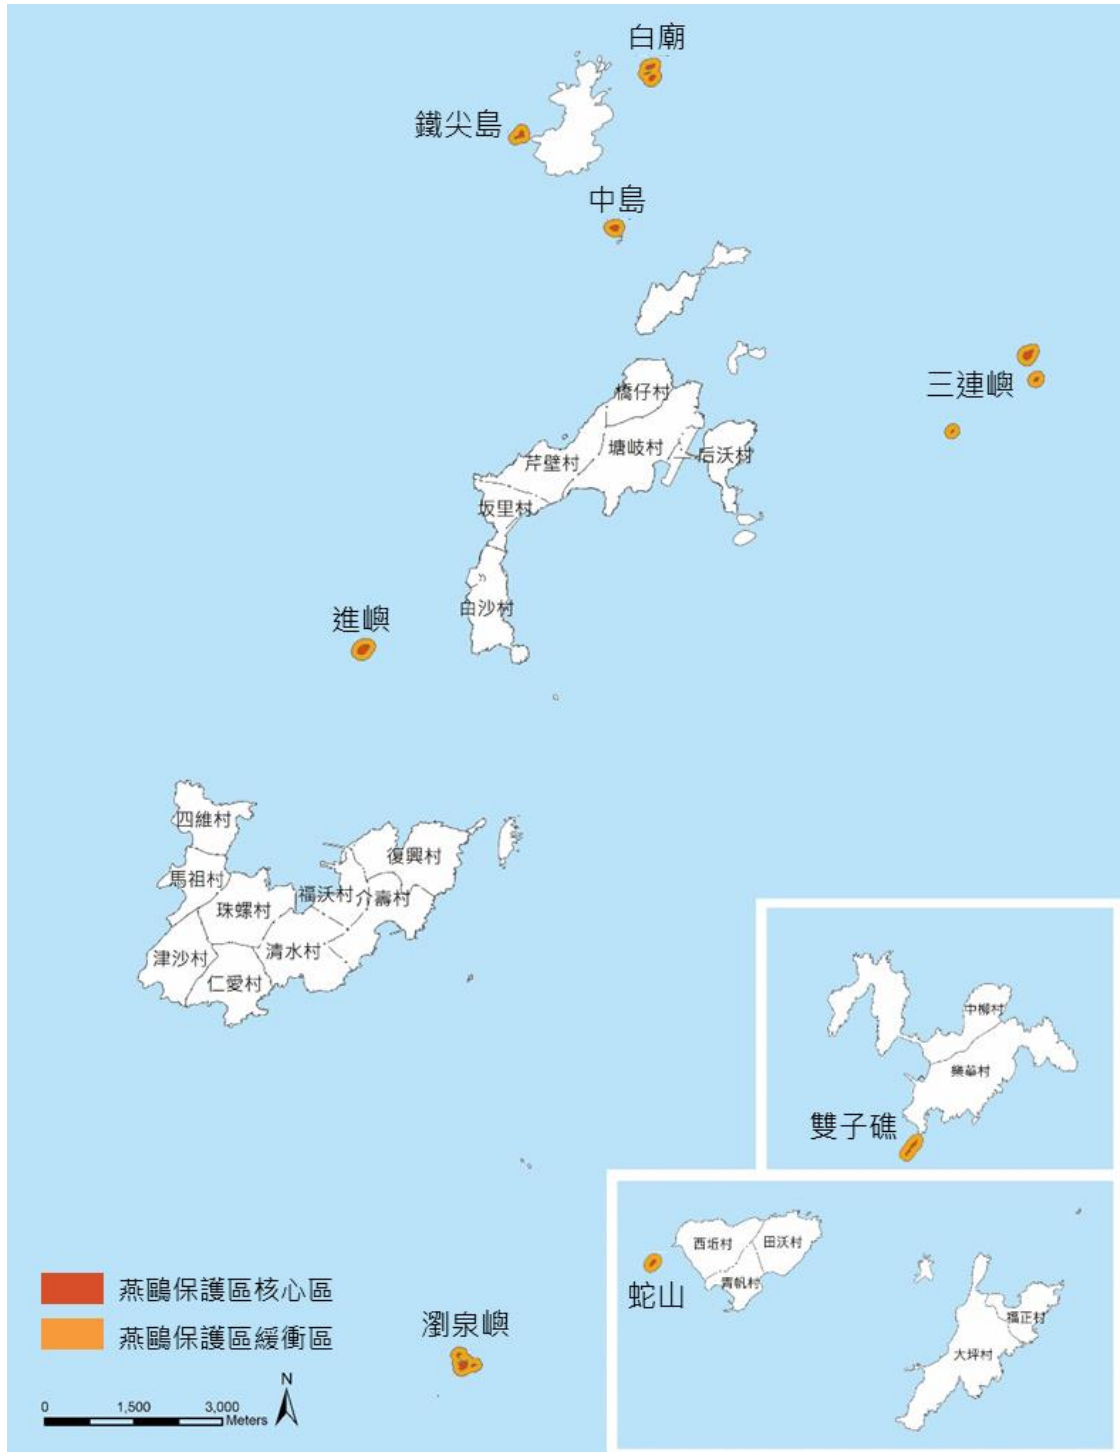 白廟
鐵尖島
中島
三連嶼
橋仔村
塘岐村
后沃村
芹壁村
坂里村
白沙村
進嶼
四維村
馬祖村
復興村
福沃村
介壽村
珠螺村
清水村
津沙村
仁愛村
中柳村
樂華村
雙子礁
西坵村
田沃村
青帆村
蛇山
福正村
大坪村
瀏泉嶼
燕鷗保護區核心區
燕鷗保護區緩衝區
N
0 1,500 3,000
Meters